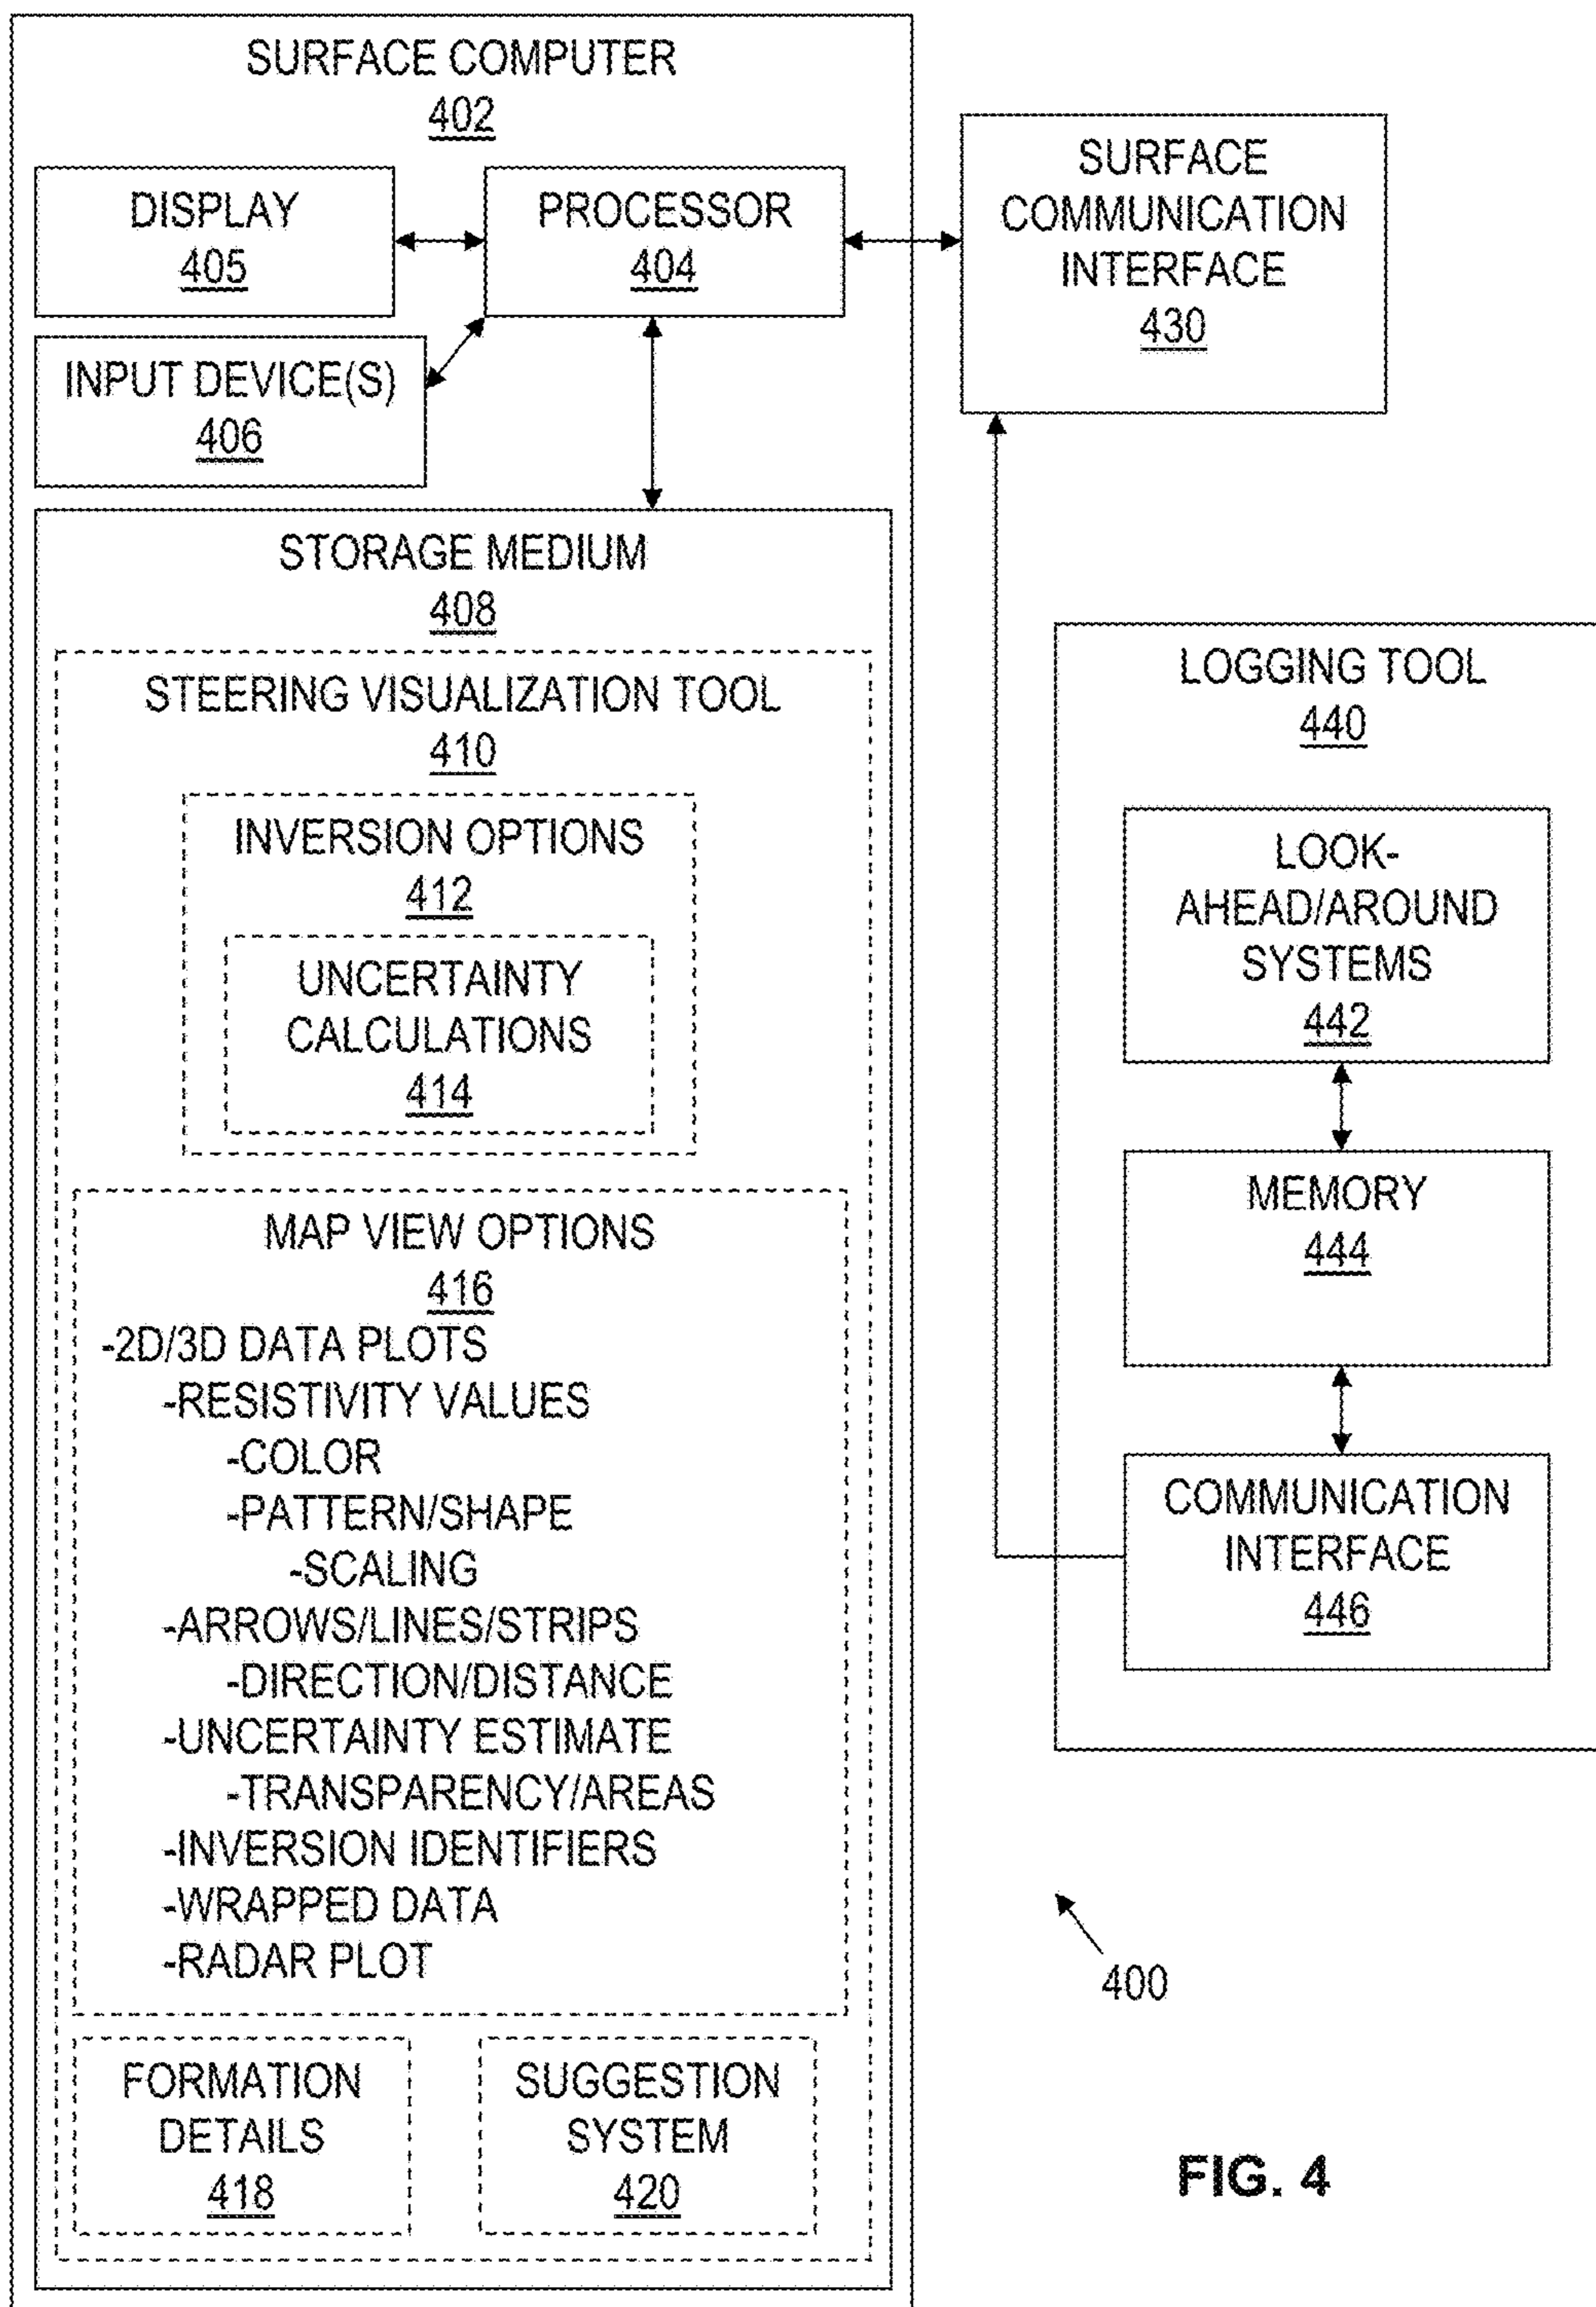 SURFACE COMPUTER
402
DISPLAY
405
PROCESSOR
404
INPUT DEVICE(S)
406
STORAGE MEDIUM
408
STEERING VISUALIZATION TOOL
410
INVERSION OPTIONS
412
UNCERTAINTY
CALCULATIONS
414
MAP VIEW OPTIONS
416
-2D/3D DATA PLOTS
-RESISTIVITY VALUES
-COLOR
-PATTERN/SHAPE
-SCALING
-ARROWS/LINES/STRIPS
-DIRECTION/DISTANCE
-UNCERTAINTY ESTIMATE
-TRANSPARENCY/AREAS
-INVERSION IDENTIFIERS
-WRAPPED DATA
-RADAR PLOT
FORMATION
DETAILS
418
SUGGESTION
SYSTEM
420
SURFACE
COMMUNICATION
INTERFACE
430
LOGGING TOOL
440
LOOK-
AHEAD/AROUND
SYSTEMS
442
MEMORY
444
COMMUNICATION
INTERFACE
446
400
FIG. 4